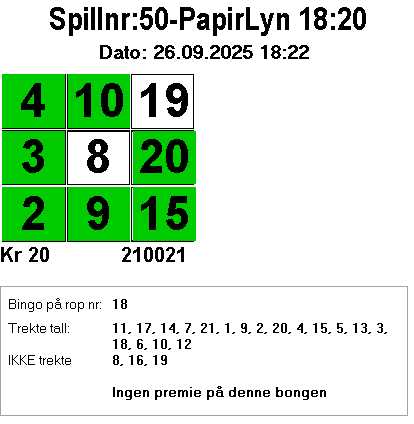 Spillnr:50-PapirLyn 18:20
Dato: 26.09.2025 18:22
4 10 19
3 8 20
2 9 15
Kr 20 210021
Bingo på rop nr: 18
Trekte tall: 11, 17, 14, 7, 21, 1, 9, 2, 20, 4, 15, 5, 13, 3,
18, 6, 10, 12
IKKE trekte 8, 16, 19
Ingen premie på denne bongen